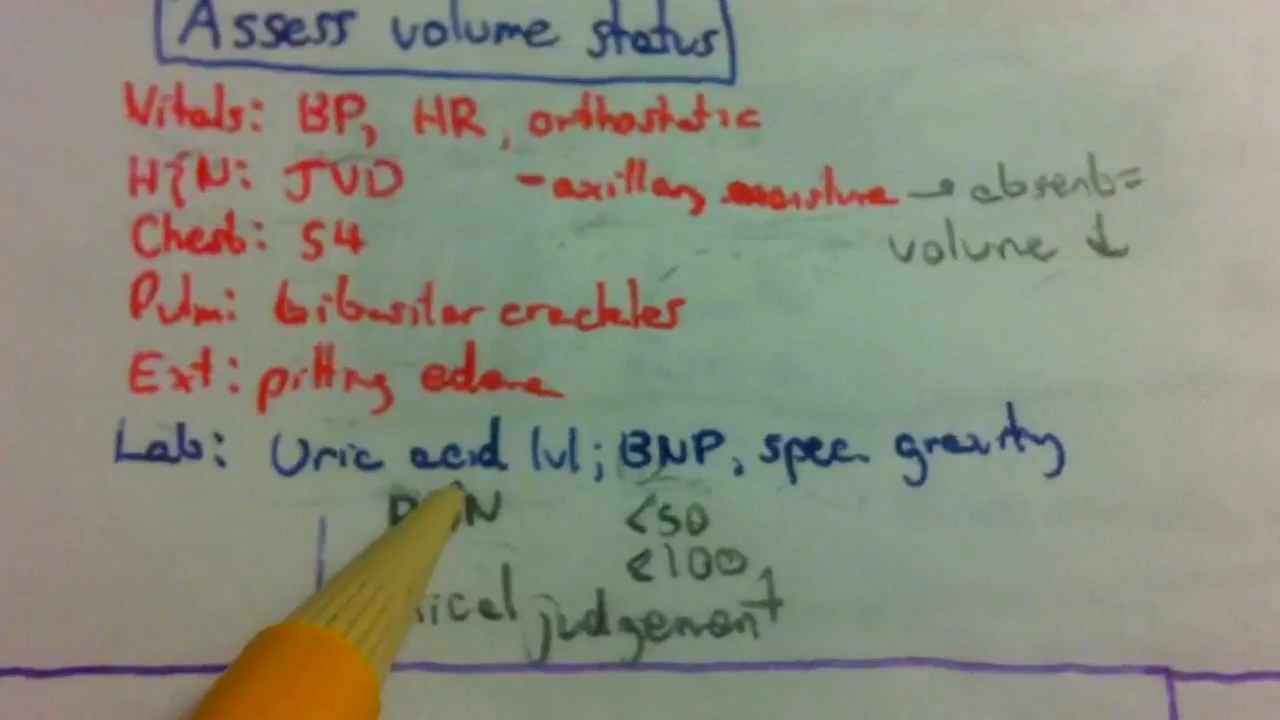 Assess volume status
Vitals: BP, HR, orthostatic
H&N: JVD -axillary moisture → absent=
volume ↓
Chest: S4
Pulm: bibasilar crackles
Ext: pitting edema
Lab: Uric acid lvl; BNP, spec gravity
<50
<100
judgement